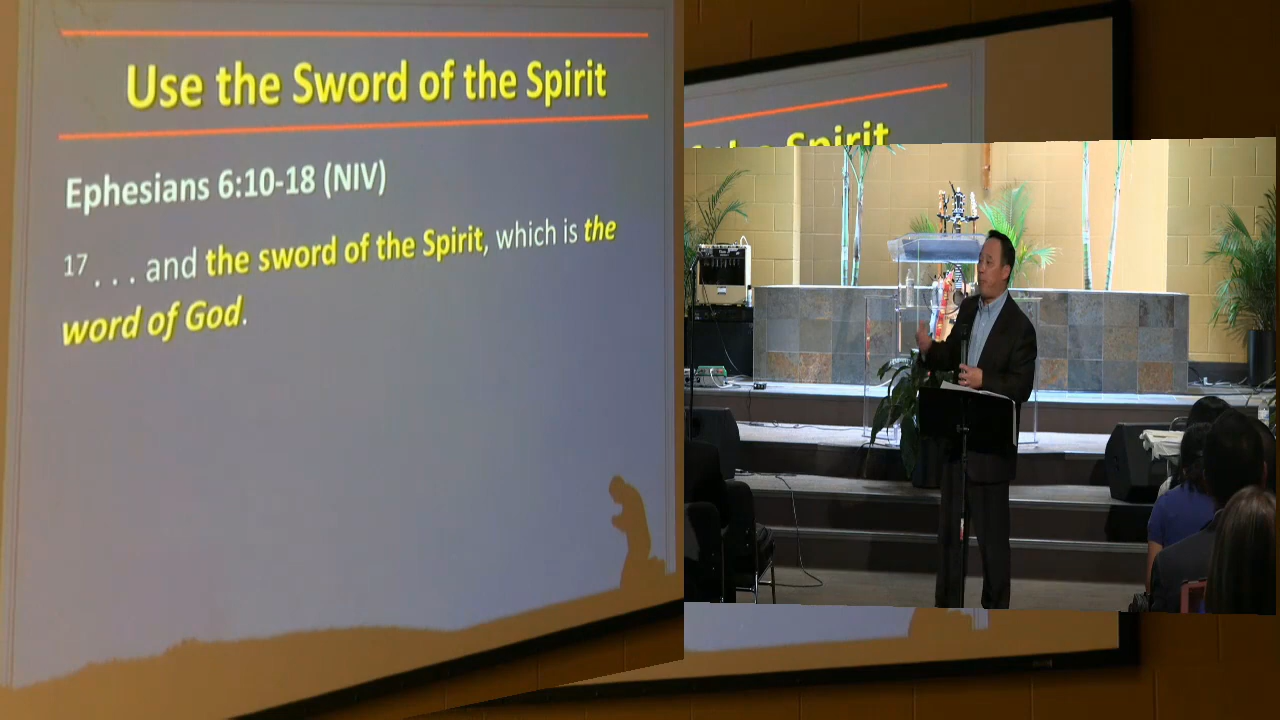 Use the Sword of the Spirit
Ephesians 6:10-18 (NIV)
17 . . . and the sword of the Spirit, which is the
word of God.
Spirit